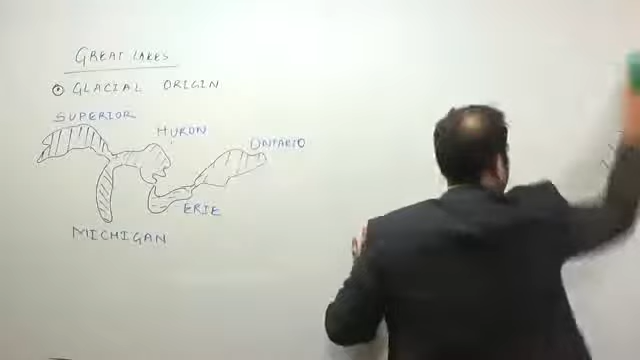 GREAT LAKES
GLACIAL ORIGIN
SUPERIOR
HURON
ONTARIO
ERIE
MICHIGAN